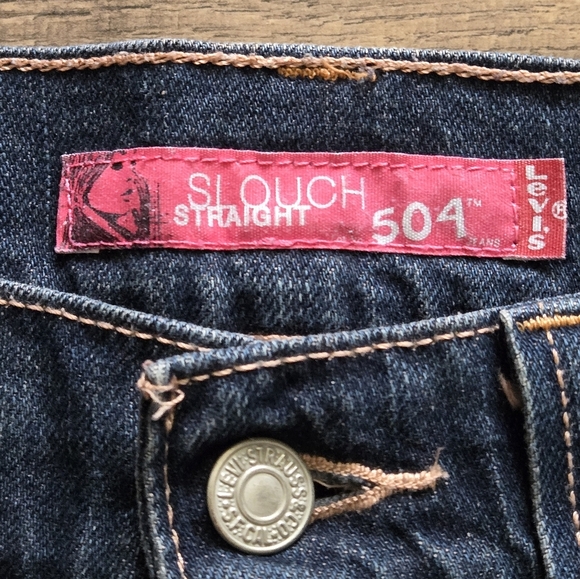 SLOUCH
STRAIGHT 504™
JEANS
Levi's®
LEVI STRAUSS & CO
S.F. CAL.